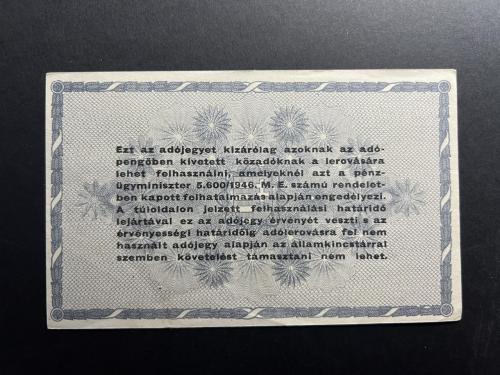 Ezt az adójegyet kizárólag azoknak az adó-
pengőben kivetett közadóknak a lerovására
lehet felhasználni, amelyeknél azt a pénz-
ügyminiszter 5.600/1946. M. E. számú rendelet-
ben kapott felhatalmazás alapján engedélyezi.
A túloldalon jelzett felhasználási határidő
lejártával ez az adójegy érvényét veszti s az
érvényességi határidőig adólerovásra fel nem
használt adójegy alapján az államkincstárral
szemben követelést támasztani nem lehet.